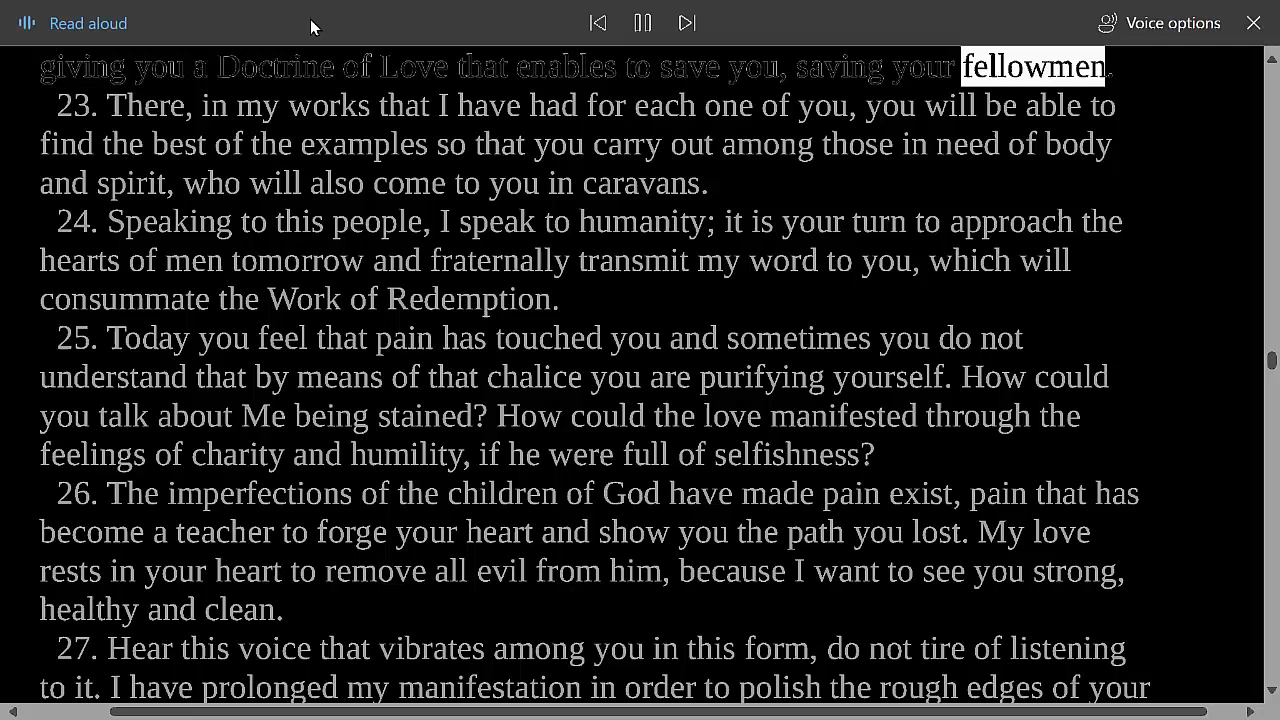 Read aloud
Voice options
giving you a Doctrine of Love that enables to save you, saving your fellowmen.
23. There, in my works that I have had for each one of you, you will be able to
find the best of the examples so that you carry out among those in need of body
and spirit, who will also come to you in caravans.
24. Speaking to this people, I speak to humanity; it is your turn to approach the
hearts of men tomorrow and fraternally transmit my word to you, which will
consummate the Work of Redemption.
25. Today you feel that pain has touched you and sometimes you do not
understand that by means of that chalice you are purifying yourself. How could
you talk about Me being stained? How could the love manifested through the
feelings of charity and humility, if he were full of selfishness?
26. The imperfections of the children of God have made pain exist, pain that has
become a teacher to forge your heart and show you the path you lost. My love
rests in your heart to remove all evil from him, because I want to see you strong,
healthy and clean.
27. Hear this voice that vibrates among you in this form, do not tire of listening
to it. I have prolonged my manifestation in order to polish the rough edges of your